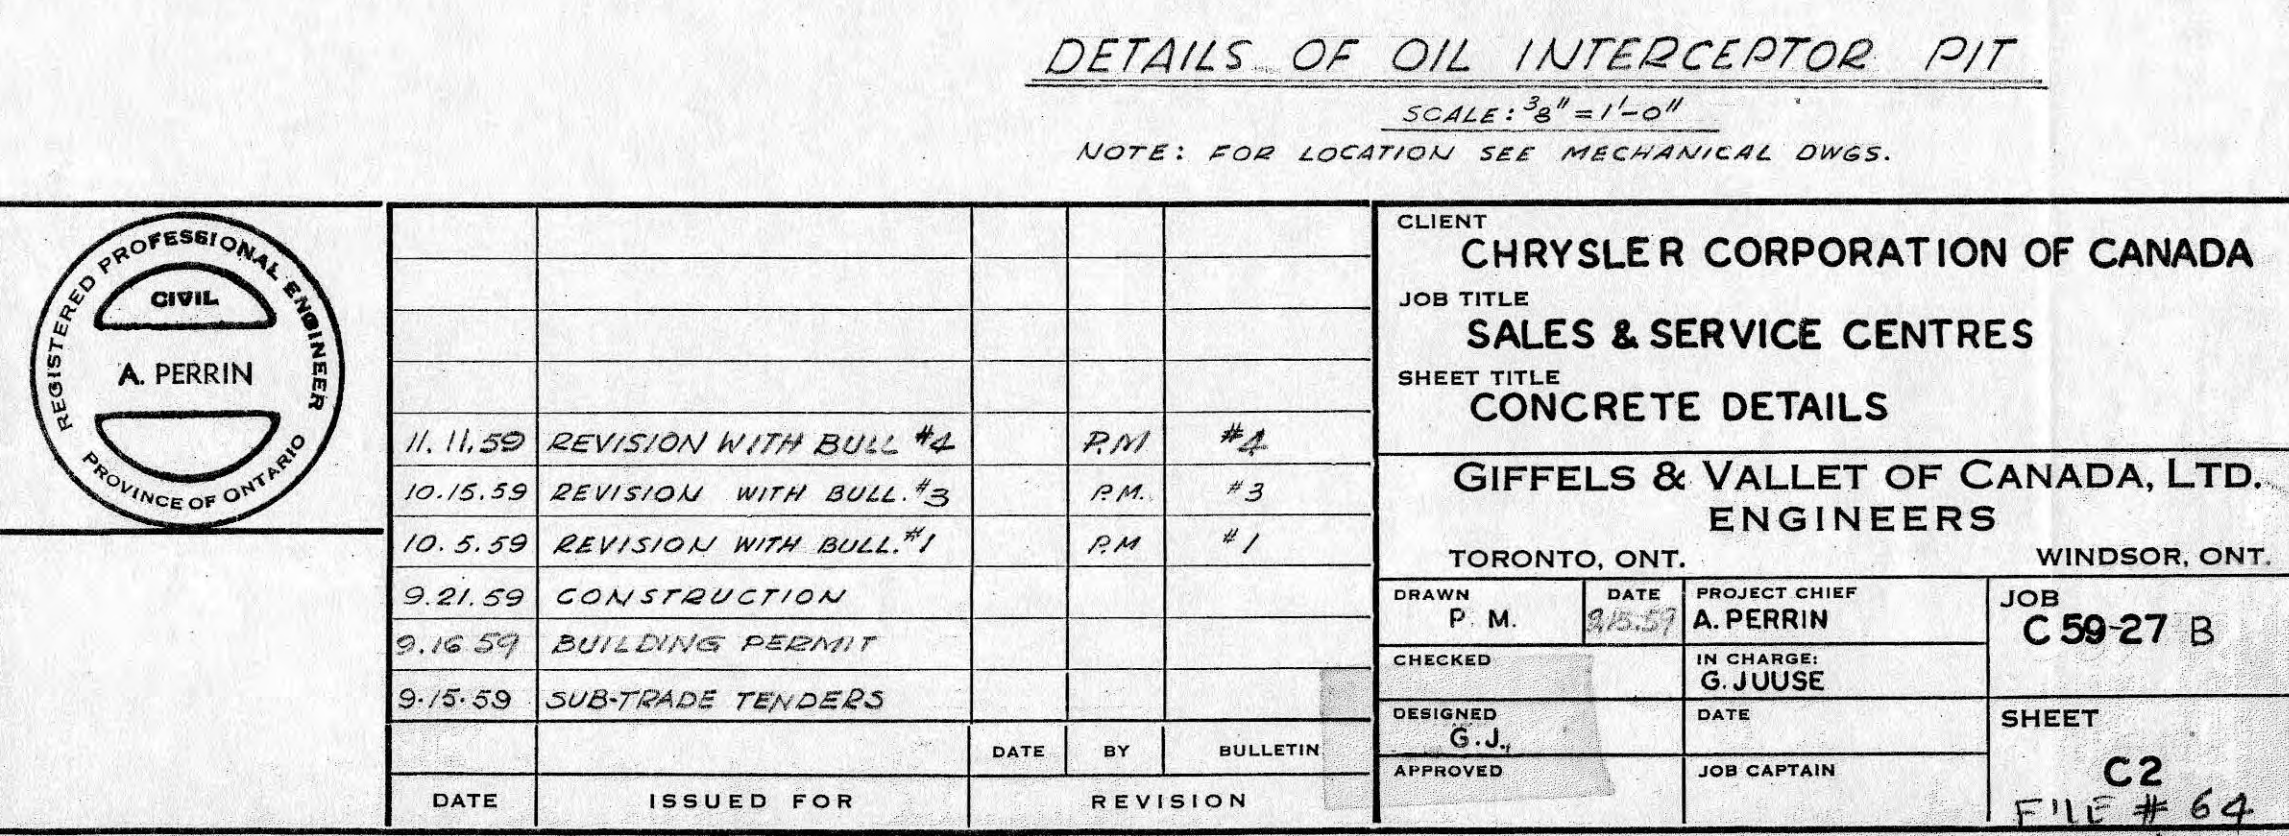 DETAILS OF OIL INTERCEPTOR PIT
SCALE: 3/8" = 1'-0"
NOTE: FOR LOCATION SEE MECHANICAL DWGS.
REGISTERED PROFESSIONAL ENGINEER
CIVIL
A. PERRIN
PROVINCE OF ONTARIO
11.11.59 REVISION WITH BULL #4 P.M #4
10.15.59 REVISION WITH BULL. #3 P.M. #3
10.5.59 REVISION WITH BULL. #1 P.M #1
9.21.59 CONSTRUCTION
9.16 59 BUILDING PERMIT
9.15.59 SUB-TRADE TENDERS
DATE BY BULLETIN
DATE ISSUED FOR REVISION
CLIENT
CHRYSLER CORPORATION OF CANADA
JOB TITLE
SALES & SERVICE CENTRES
SHEET TITLE
CONCRETE DETAILS
GIFFELS & VALLET OF CANADA, LTD.
ENGINEERS
TORONTO, ONT. WINDSOR, ONT.
DRAWN
P. M.
DATE
9.15.59
PROJECT CHIEF
A. PERRIN
JOB
C 59-27 B
CHECKED
IN CHARGE:
G. JUUSE
DESIGNED
G.J.
DATE
SHEET
C2
APPROVED
JOB CAPTAIN
FILE # 64